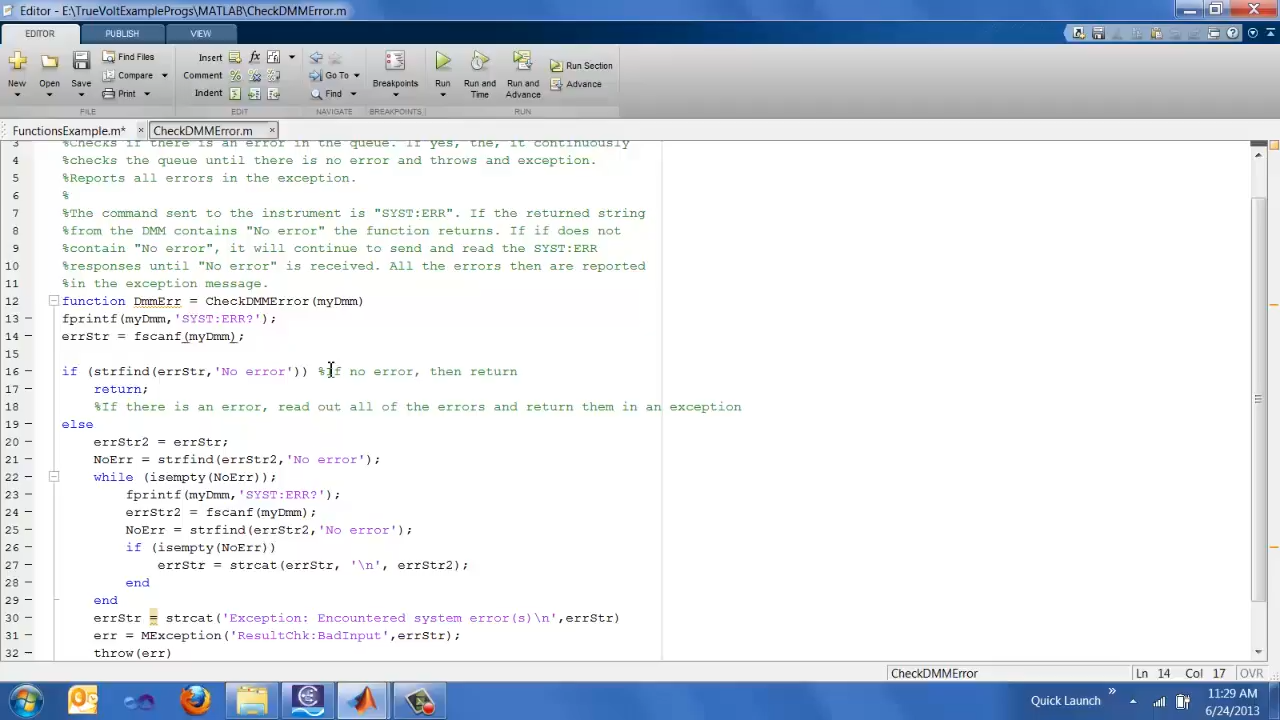 Editor - E:\TrueVoltExampleProgs\MATLAB\CheckDMMError.m
EDITOR PUBLISH VIEW
New Open Save Find Files Compare Print
Insert Comment Indent fx
Go To Find
Breakpoints
Run Run and Time Run and Advance Run Section Advance
FILE EDIT NAVIGATE BREAKPOINTS RUN
FunctionsExample.m* × CheckDMMError.m ×
3 %Checks if there is an error in the queue. If yes, the, it continuously
4 %checks the queue until there is no error and throws and exception.
5 %Reports all errors in the exception.
6 %
7 %The command sent to the instrument is "SYST:ERR". If the returned string
8 %from the DMM contains "No error" the function returns. If if does not
9 %contain "No error", it will continue to send and read the SYST:ERR
10 %responses until "No error" is received. All the errors then are reported
11 %in the exception message.
12 function DmmErr = CheckDMMError(myDmm)
13 fprintf(myDmm,'SYST:ERR?');
14 errStr = fscanf(myDmm);
15
16 if (strfind(errStr,'No error')) %If no error, then return
17 return;
18 %If there is an error, read out all of the errors and return them in an exception
19 else
20 errStr2 = errStr;
21 NoErr = strfind(errStr2,'No error');
22 while (isempty(NoErr));
23 fprintf(myDmm,'SYST:ERR?');
24 errStr2 = fscanf(myDmm);
25 NoErr = strfind(errStr2,'No error');
26 if (isempty(NoErr))
27 errStr = strcat(errStr, '\n', errStr2);
28 end
29 end
30 errStr = strcat('Exception: Encountered system error(s)\n',errStr)
31 err = MException('ResultChk:BadInput',errStr);
32 throw(err)
CheckDMMError Ln 14 Col 17 OVR
Quick Launch » 11:29 AM
6/24/2013